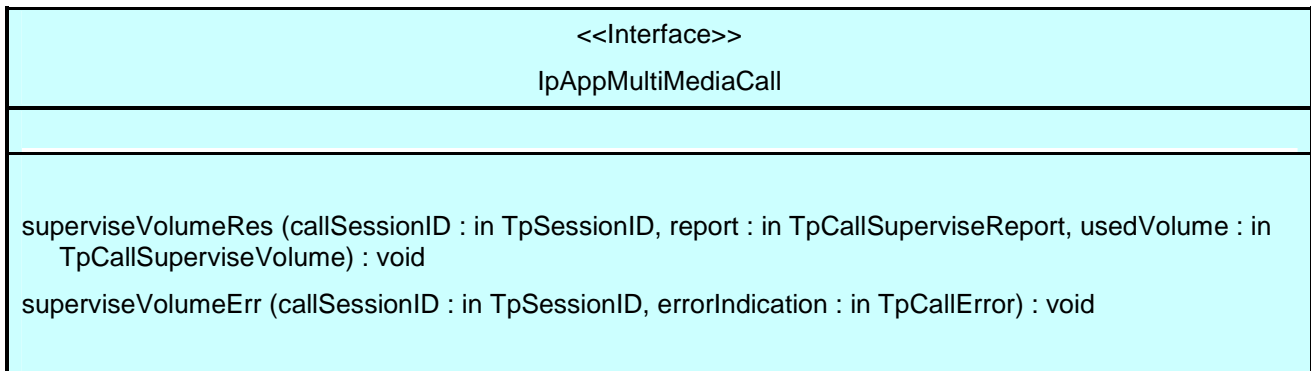 <<Interface>>
IpAppMultiMediaCall
superviseVolumeRes (callSessionID : in TpSessionID, report : in TpCallSuperviseReport, usedVolume : in
TpCallSuperviseVolume) : void
superviseVolumeErr (callSessionID : in TpSessionID, errorIndication : in TpCallError) : void